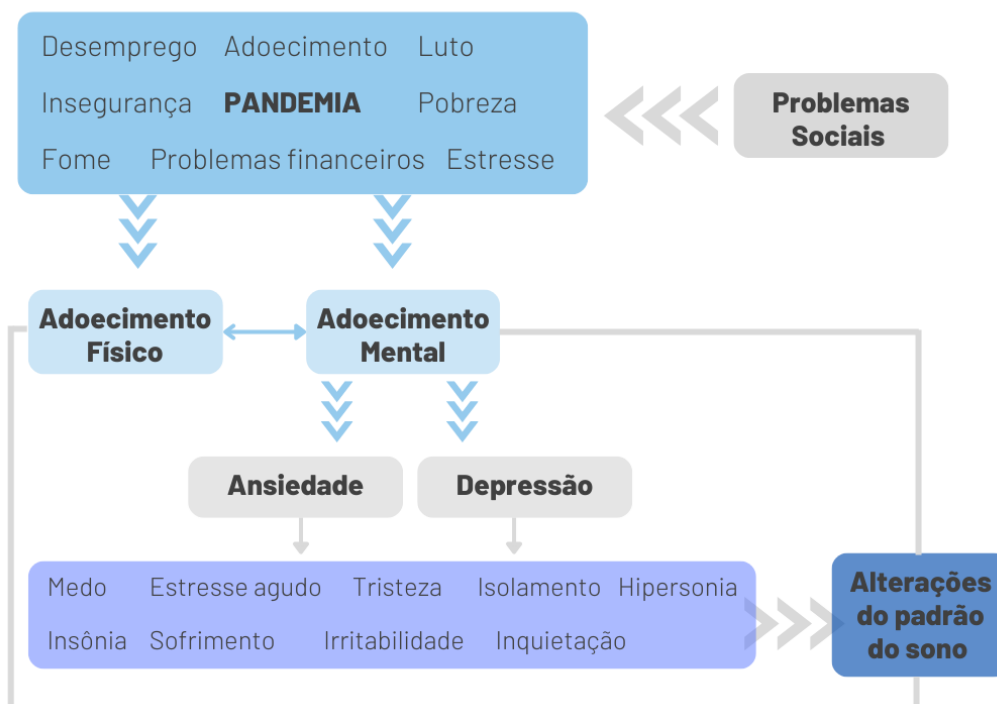 Desemprego Adoecimento Luto
Insegurança PANDEMIA Pobreza
Fome Problemas financeiros Estresse
Problemas
Sociais
Adoecimento
Físico
Adoecimento
Mental
Ansiedade
Depressão
Medo Estresse agudo Tristeza Isolamento Hipersonia
Insônia Sofrimento Irritabilidade Inquietação
Alterações
do padrão
do sono